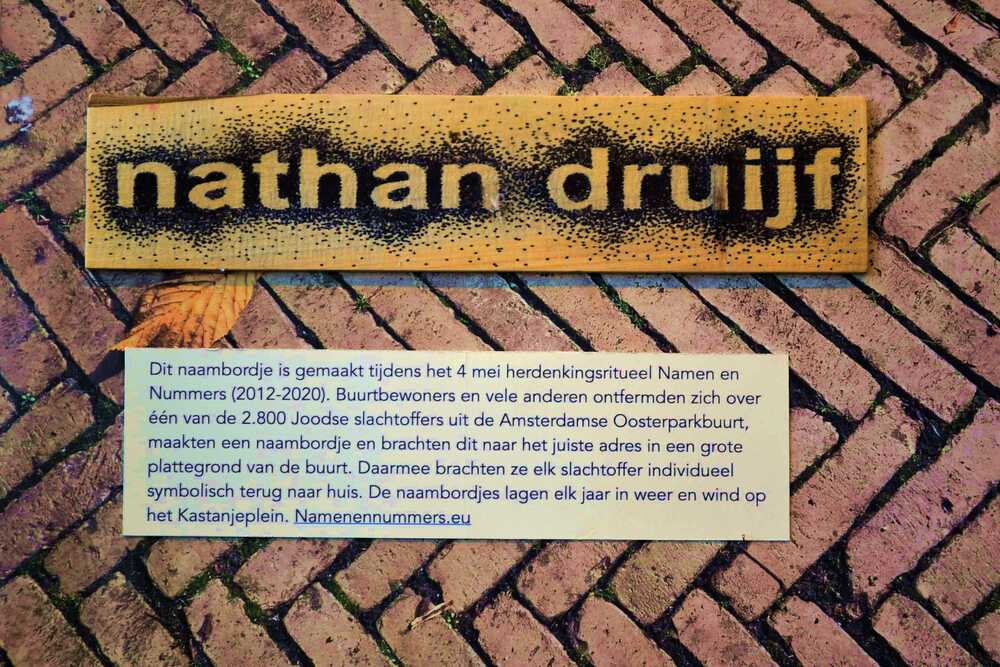 nathan druijf
Dit naambordje is gemaakt tijdens het 4 mei herdenkingsritueel Namen en
Nummers (2012-2020). Buurtbewoners en vele anderen ontfermden zich over
één van de 2.800 Joodse slachtoffers uit de Amsterdamse Oosterparkbuurt,
maakten een naambordje en brachten dit naar het juiste adres in een grote
plattegrond van de buurt. Daarmee brachten ze elk slachtoffer individueel
symbolisch terug naar huis. De naambordjes lagen elk jaar in weer en wind op
het Kastanjeplein. Namenennummers.eu